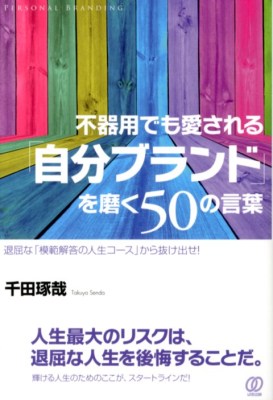 PERSONAL BRANDING
不器用でも愛される
「自分ブランド」
を磨く50の言葉
退屈な「模範解答の人生コース」から抜け出せ!
千田琢哉 Takuya Senda
人生最大のリスクは、
退屈な人生を後悔することだ。
輝ける人生のためのここが、スタートラインだ!